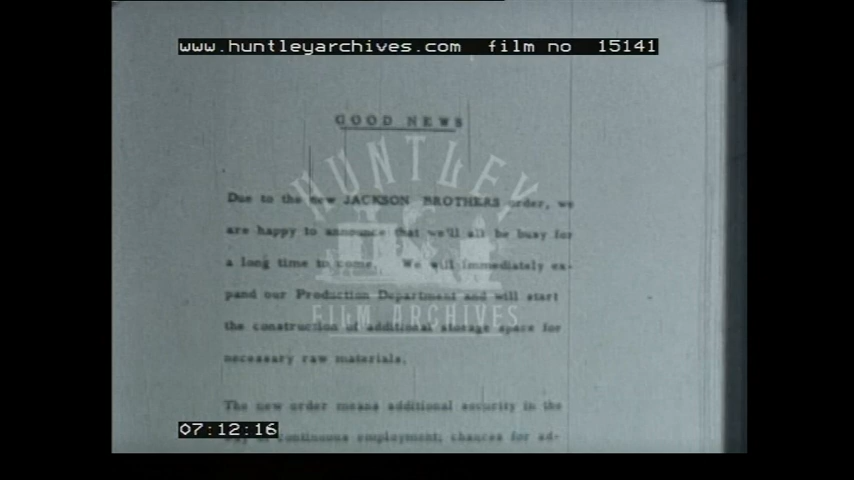 www.huntleyarchives.com film no 15141
GOOD NEWS
HUNTLEY
Due to the new JACKSON BROTHERS order, we
are happy to announce that we'll all be busy for
a long time to come. We will immediately ex-
pand our Production Department and will start
FILM ARCHIVES
the construction of additional storage space for
necessary raw materials.
The new order means additional security in the
way of continuous employment; chances for ad-
07:12:16